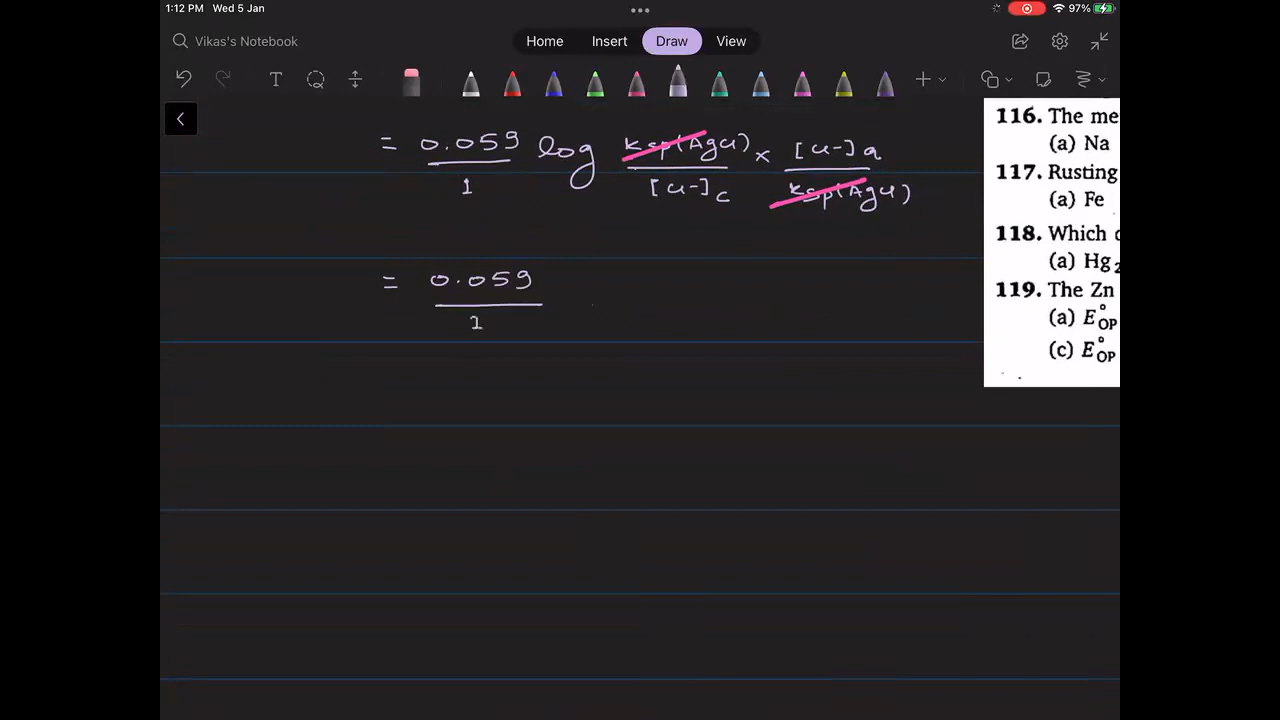 1:12 PM Wed 5 Jan
97%
Vikas's Notebook
Home Insert Draw View
= 0.059 log Ksp(AgCl) × [Cl-]a
1 [Cl-]c Ksp(AgCl)
= 0.059
1
116. The me
(a) Na
117. Rusting
(a) Fe
118. Which
(a) Hg2
119. The Zn
(a) E°OP
(c) E°OP